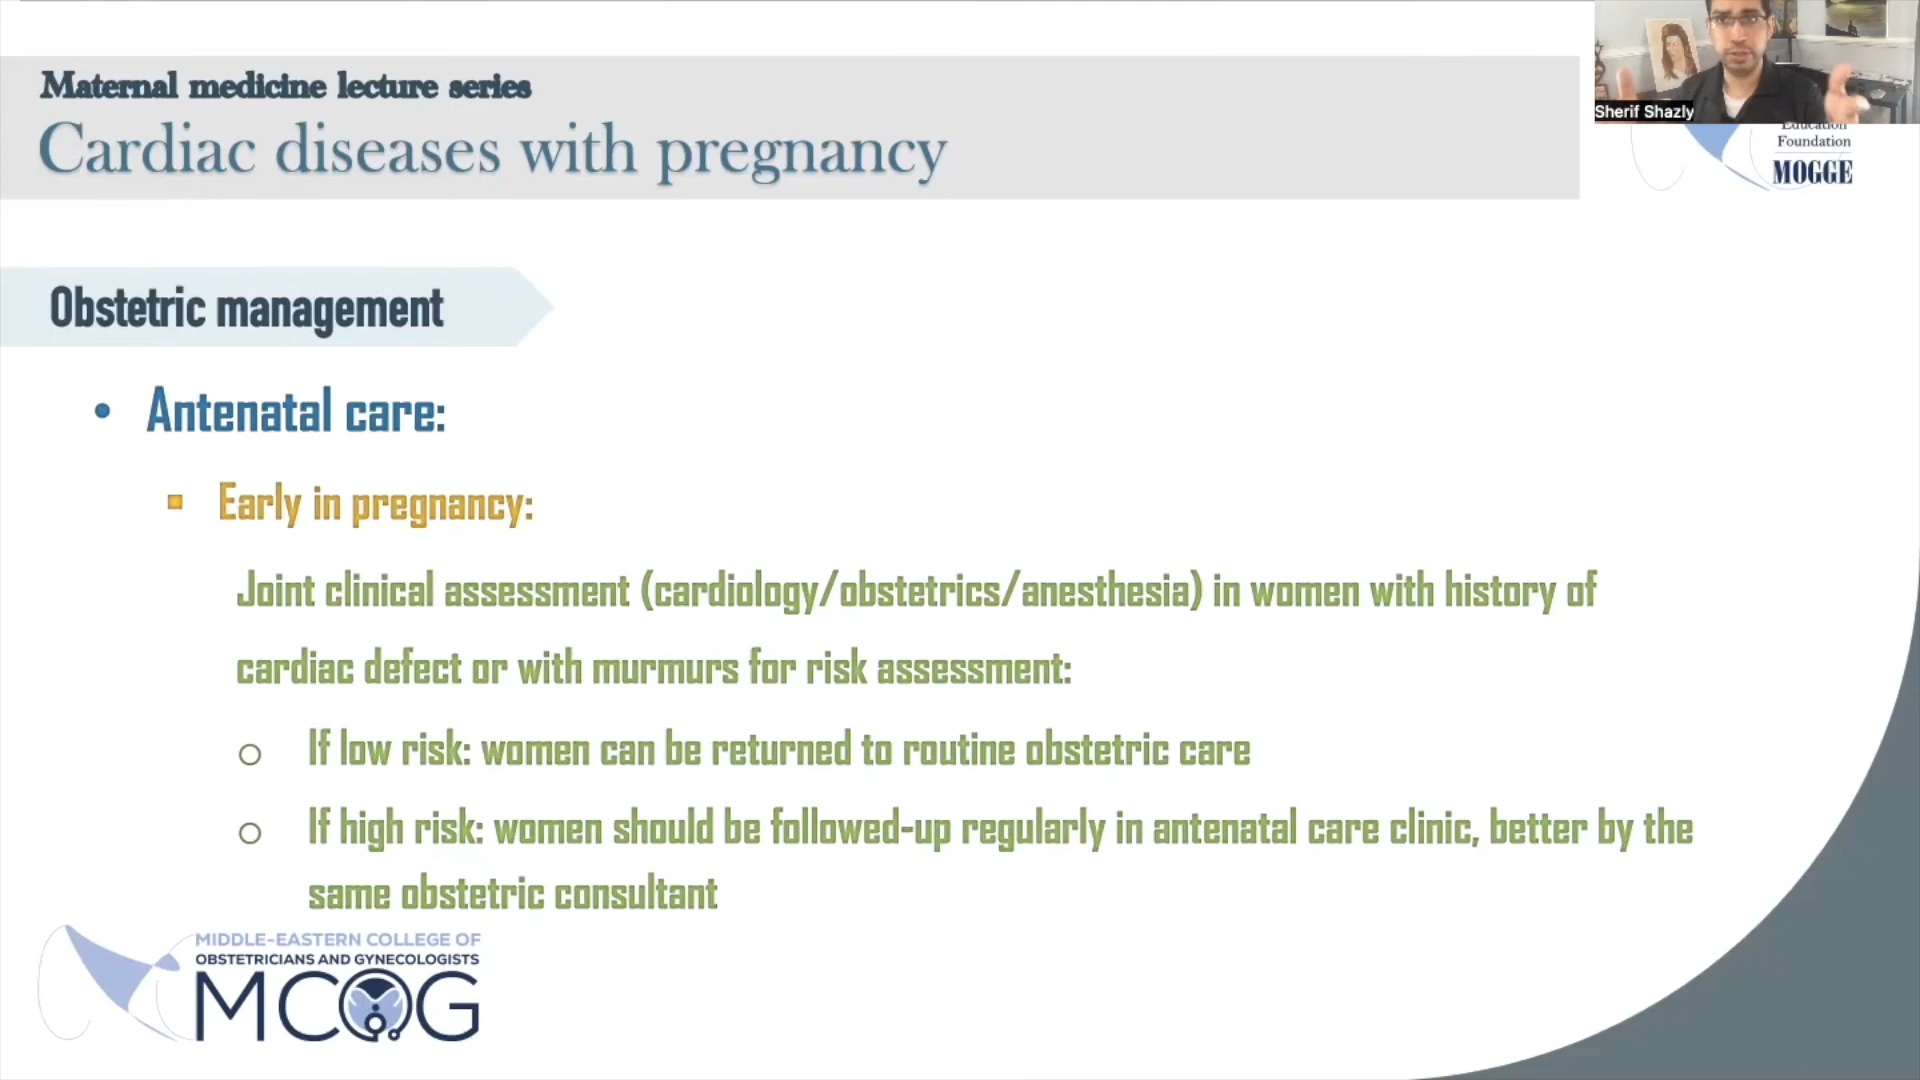 Maternal medicine lecture series
Cardiac diseases with pregnancy
Sherif Shazly
Education
Foundation
MOGGE
Obstetric management
• Antenatal care:
▪ Early in pregnancy:
Joint clinical assessment (cardiology/obstetrics/anesthesia) in women with history of
cardiac defect or with murmurs for risk assessment:
o If low risk: women can be returned to routine obstetric care
o If high risk: women should be followed-up regularly in antenatal care clinic, better by the
same obstetric consultant
MIDDLE-EASTERN COLLEGE OF
OBSTETRICIANS AND GYNECOLOGISTS
MCOG